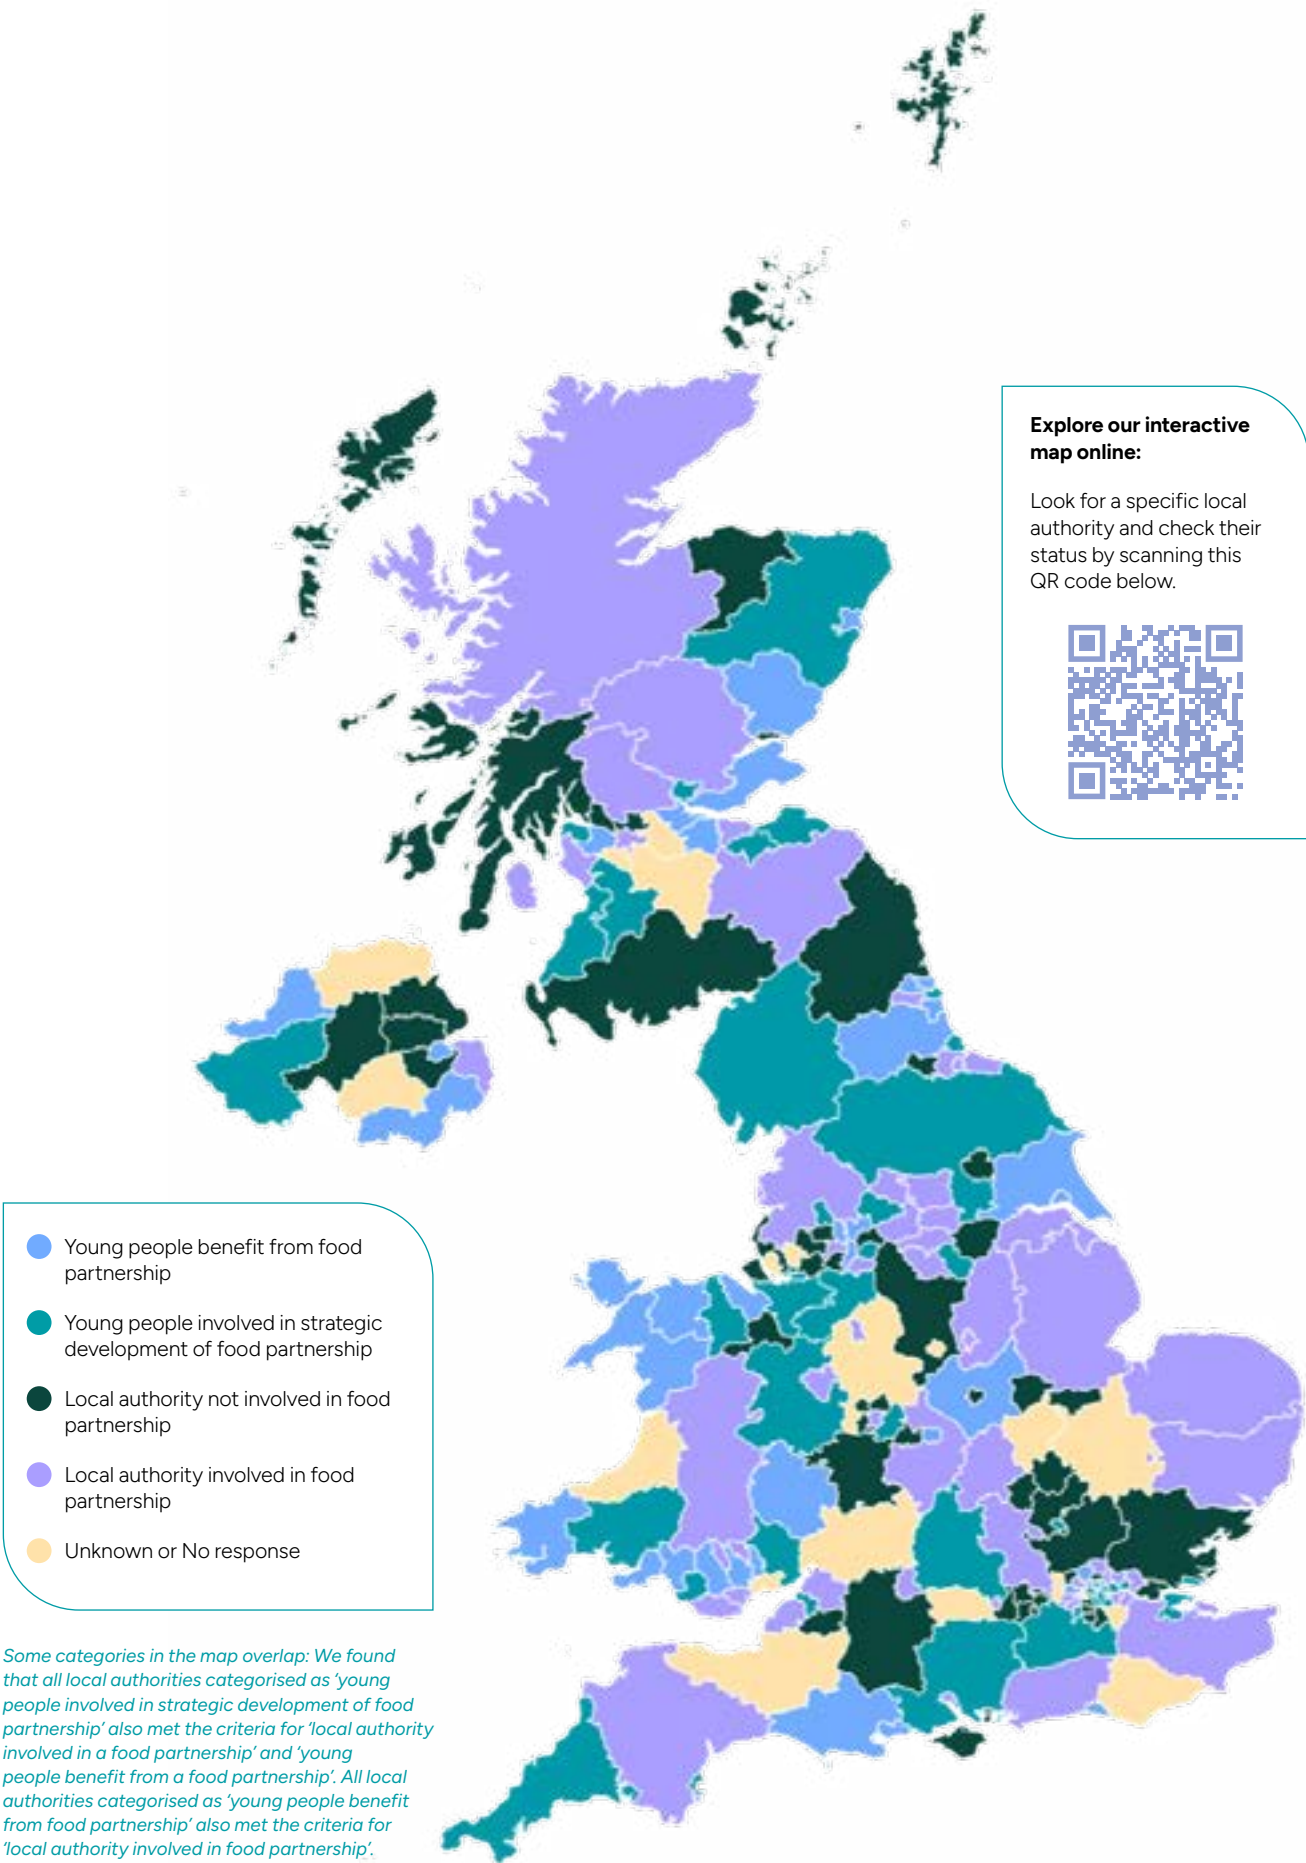 Explore our interactive
map online:
Look for a specific local
authority and check their
status by scanning this
QR code below.
Young people benefit from food
partnership
Young people involved in strategic
development of food partnership
Local authority not involved in food
partnership
Local authority involved in food
partnership
Unknown or No response
Some categories in the map overlap: We found
that all local authorities categorised as ‘young
people involved in strategic development of food
partnership’ also met the criteria for ‘local authority
involved in a food partnership’ and ‘young
people benefit from a food partnership’. All local
authorities categorised as ‘young people benefit
from food partnership’ also met the criteria for
‘local authority involved in food partnership’.